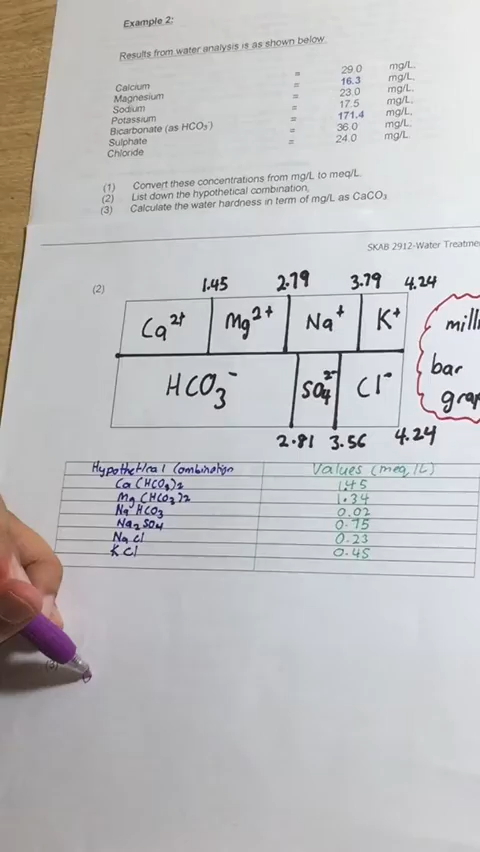 Example 2:
Results from water analysis is as shown below
Calcium = 29.0 mg/L.
Magnesium = 16.3 mg/L.
Sodium = 23.0 mg/L.
Potassium = 17.5 mg/L.
Bicarbonate (as HCO3-) = 171.4 mg/L.
Sulphate = 36.0 mg/L.
Chloride = 24.0 mg/L.
(1) Convert these concentrations from mg/L to meq/L.
(2) List down the hypothetical combination,
(3) Calculate the water hardness in term of mg/L as CaCO3
SKAB 2912-Water Treatme
(2) 1.45 2.79 3.79 4.24
Ca2+ Mg2+ Na+ K+
HCO3- SO42- Cl-
2.81 3.56 4.24
mill
bar
grap
Hypothetical Combination Values (meq/L)
Ca(HCO3)2 1.45
Mg(HCO3)2 1.34
NaHCO3 0.02
Na2SO4 0.75
NaCl 0.23
KCl 0.45
(3)